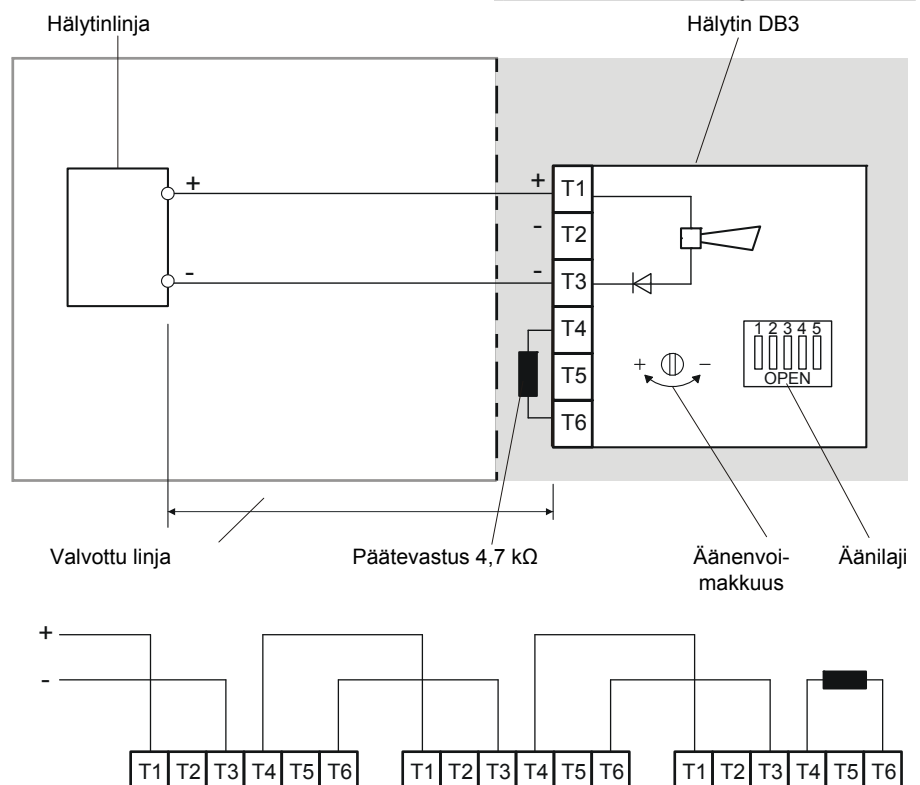 Hälytinlinja
Hälytin DB3
+
+
T1
-
T2
-
-
T3
T4
T5
T6
+
-
1 2 3 4 5
OPEN
Valvottu linja
Päätevastus 4,7 kΩ
Äänenvoi-
makkuus
Äänilaji
+
-
T1 T2 T3 T4 T5 T6
T1 T2 T3 T4 T5 T6
T1 T2 T3 T4 T5 T6